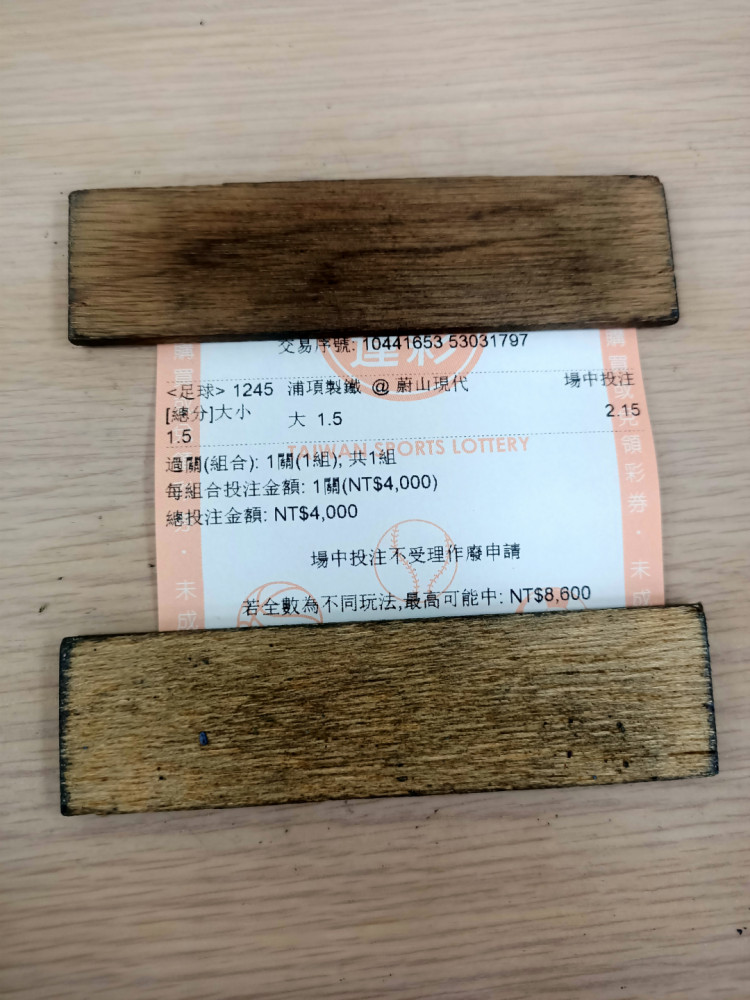 交易序號: 10441653 53031797
<足球> 1245 浦項製鐵 @ 蔚山現代 場中投注
[總分]大小 大 1.5 2.15
1.5
TAIWAN SPORTS LOTTERY
過關(組合): 1關(1組), 共1組
每組合投注金額: 1關(NT$4,000)
總投注金額: NT$4,000
場中投注不受理作廢申請
若全數為不同玩法,最高可能中: NT$8,600